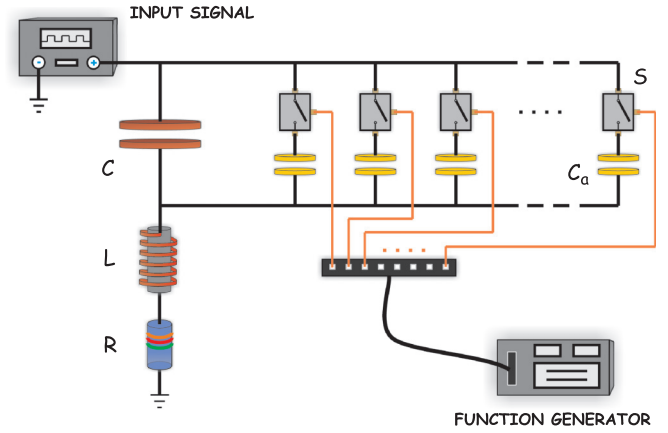 INPUT SIGNAL
- +
S
C
Ca
L
R
FUNCTION GENERATOR